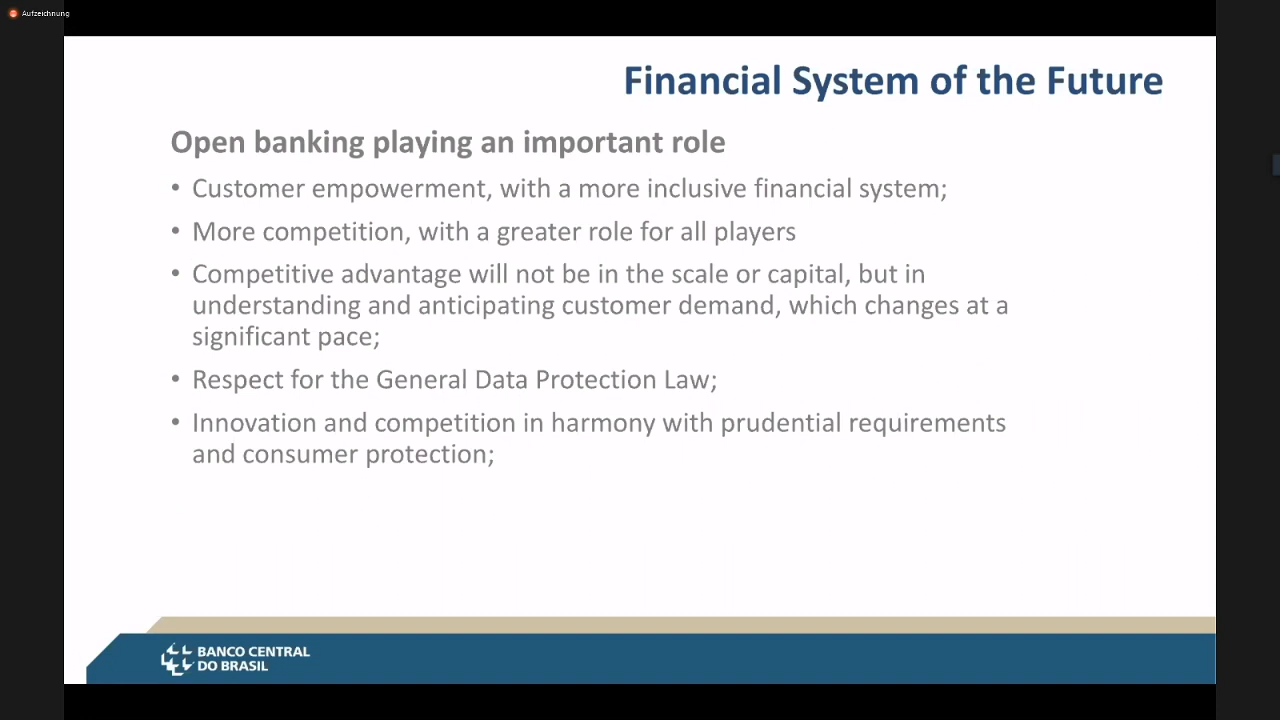 Aufzeichnung
Financial System of the Future
Open banking playing an important role
• Customer empowerment, with a more inclusive financial system;
• More competition, with a greater role for all players
• Competitive advantage will not be in the scale or capital, but in
understanding and anticipating customer demand, which changes at a
significant pace;
• Respect for the General Data Protection Law;
• Innovation and competition in harmony with prudential requirements
and consumer protection;
BANCO CENTRAL
DO BRASIL